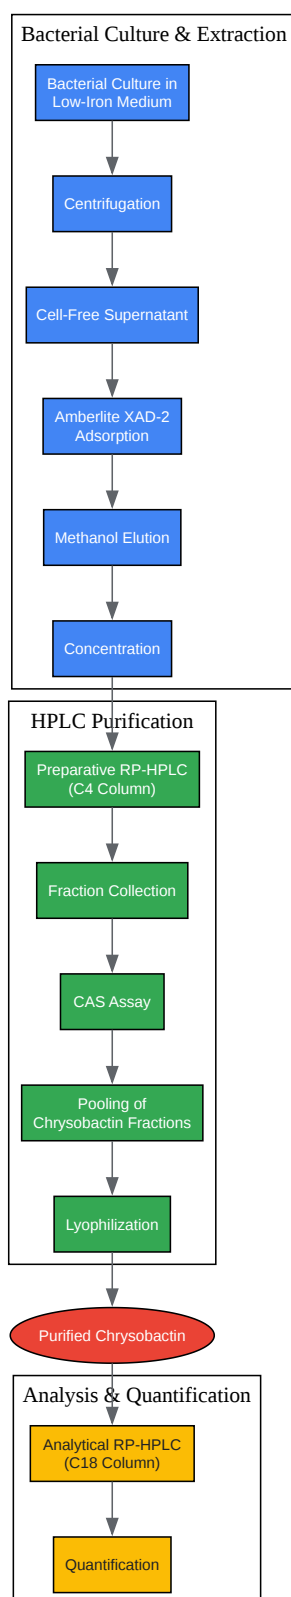 Bacterial Culture & Extraction
Bacterial Culture in
Low-Iron Medium
Centrifugation
Cell-Free Supernatant
Amberlite XAD-2
Adsorption
Methanol Elution
Concentration
HPLC Purification
Preparative RP-HPLC
(C4 Column)
Fraction Collection
CAS Assay
Pooling of
Chrysobactin Fractions
Lyophilization
Purified Chrysobactin
Analysis & Quantification
Analytical RP-HPLC
(C18 Column)
Quantification